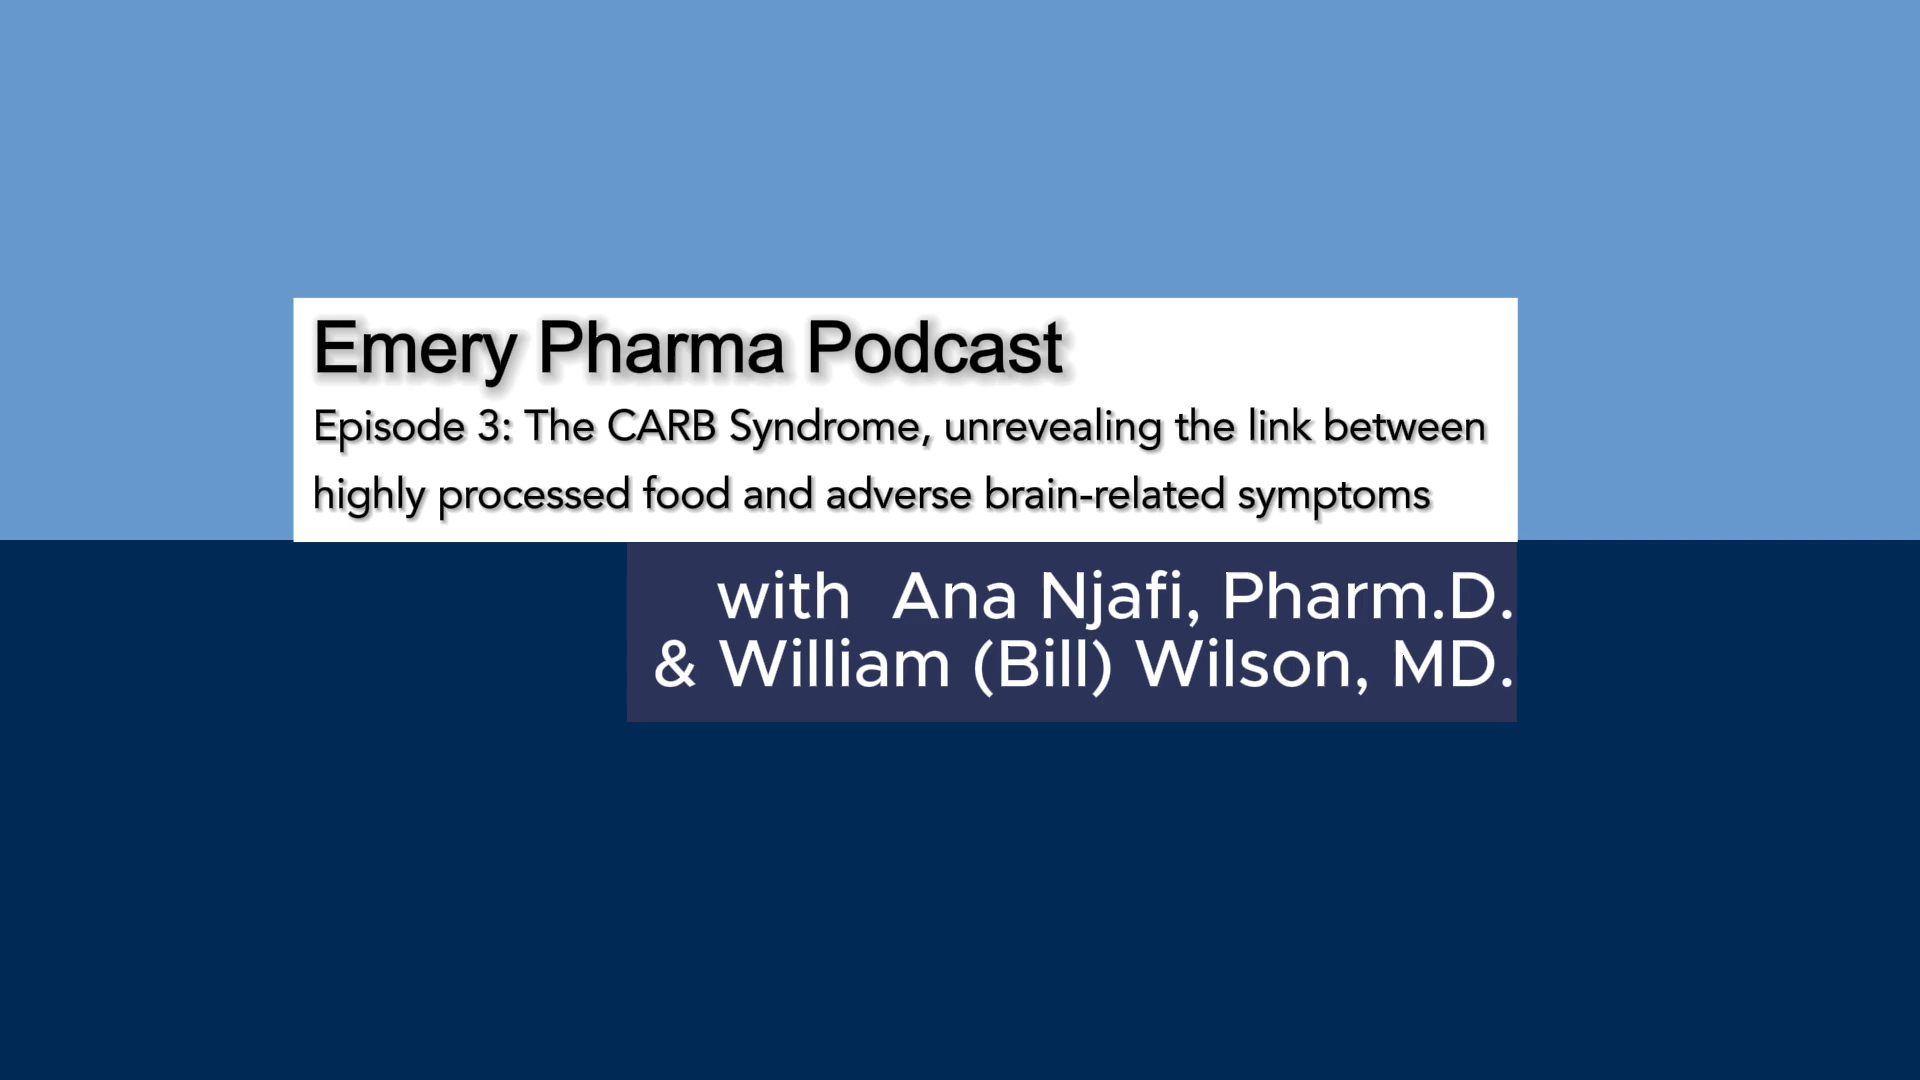 Emery Pharma Podcast
Episode 3: The CARB Syndrome, unrevealing the link between
highly processed food and adverse brain-related symptoms
with Ana Njafi, Pharm.D.
& William (Bill) Wilson, MD.